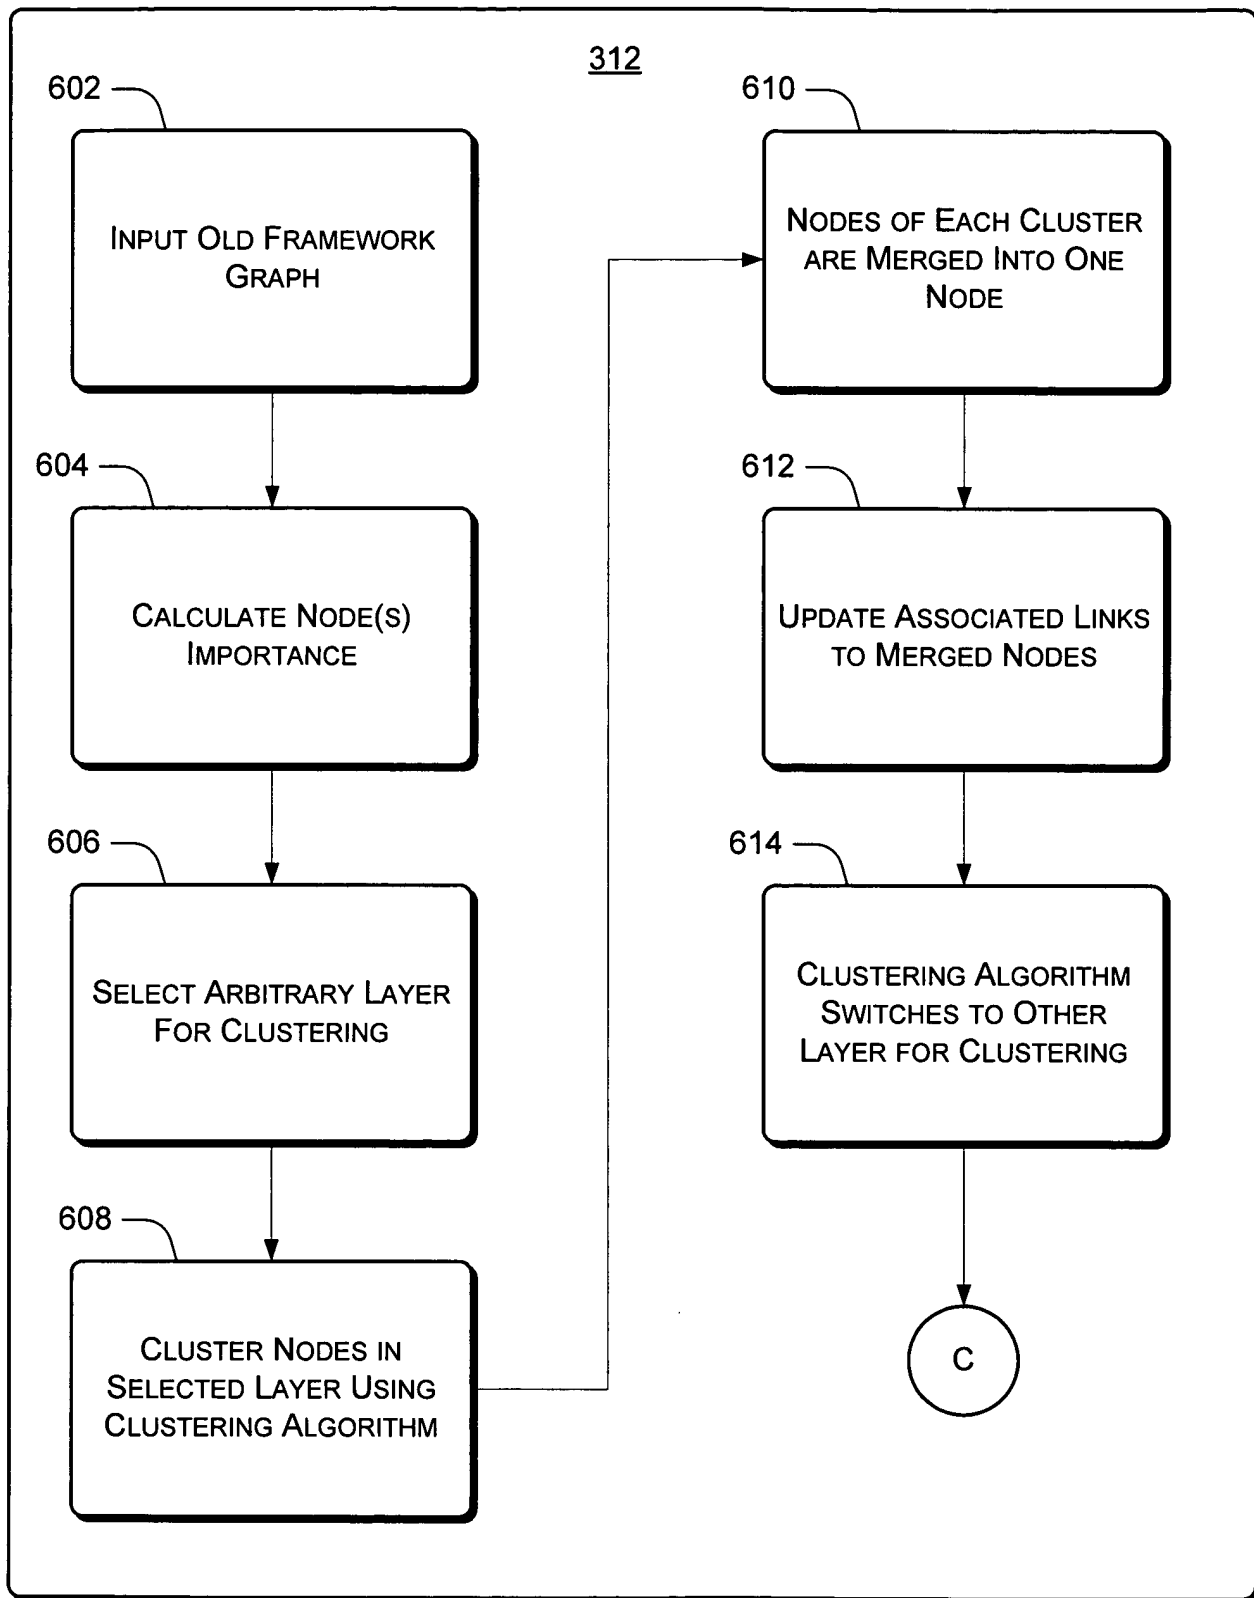 312
602
INPUT OLD FRAMEWORK
GRAPH
604
CALCULATE NODE(S)
IMPORTANCE
606
SELECT ARBITRARY LAYER
FOR CLUSTERING
608
CLUSTER NODES IN
SELECTED LAYER USING
CLUSTERING ALGORITHM
610
NODES OF EACH CLUSTER
ARE MERGED INTO ONE
NODE
612
UPDATE ASSOCIATED LINKS
TO MERGED NODES
614
CLUSTERING ALGORITHM
SWITCHES TO OTHER
LAYER FOR CLUSTERING
C